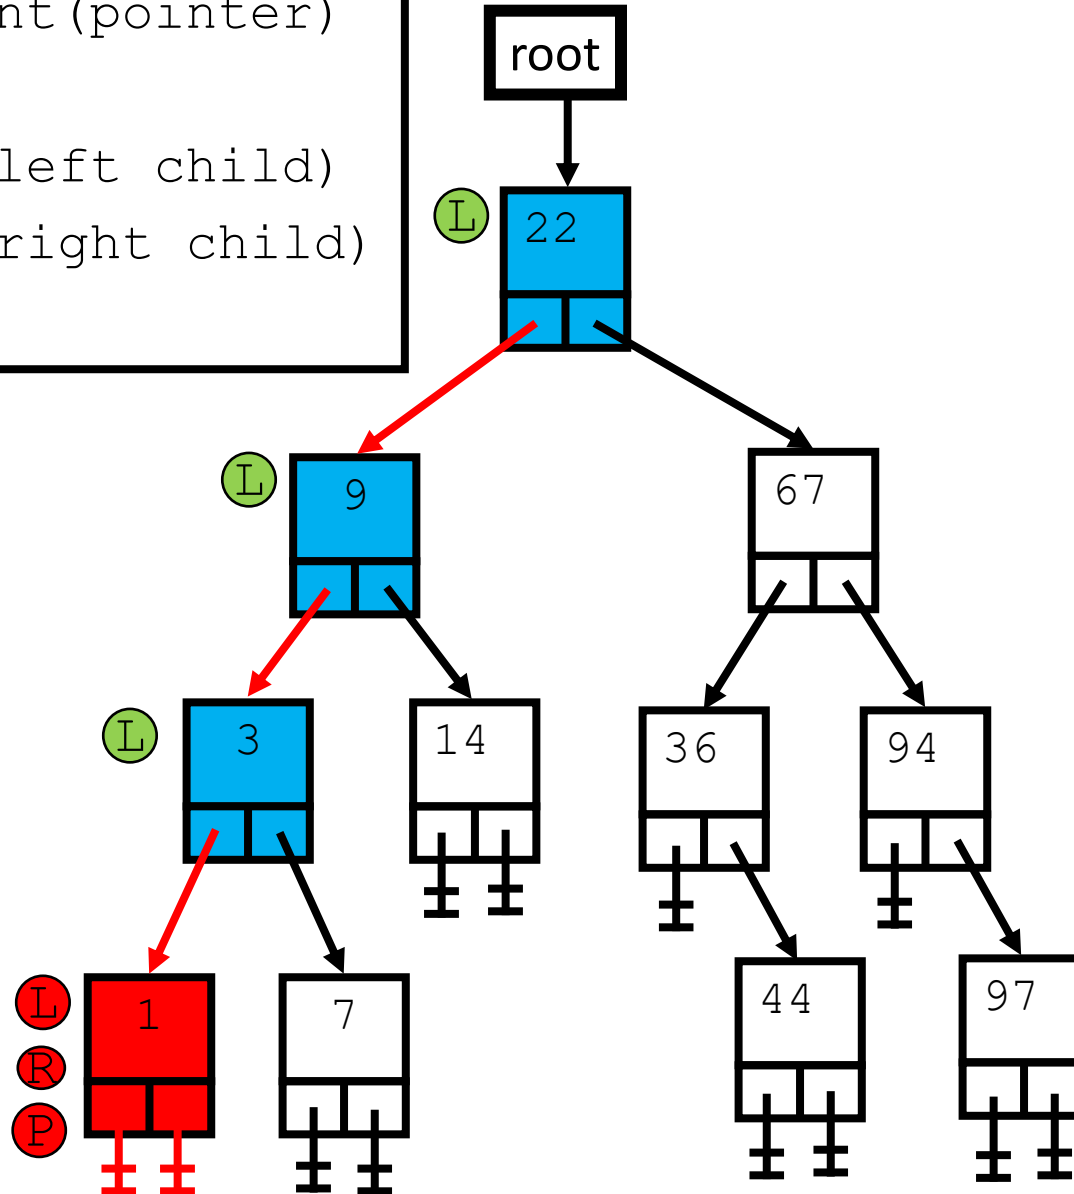 nt(pointer)
left child)
right child)
root
L
22
L
9
67
L
3
14
36
94
L
1
7
44
97
R
P